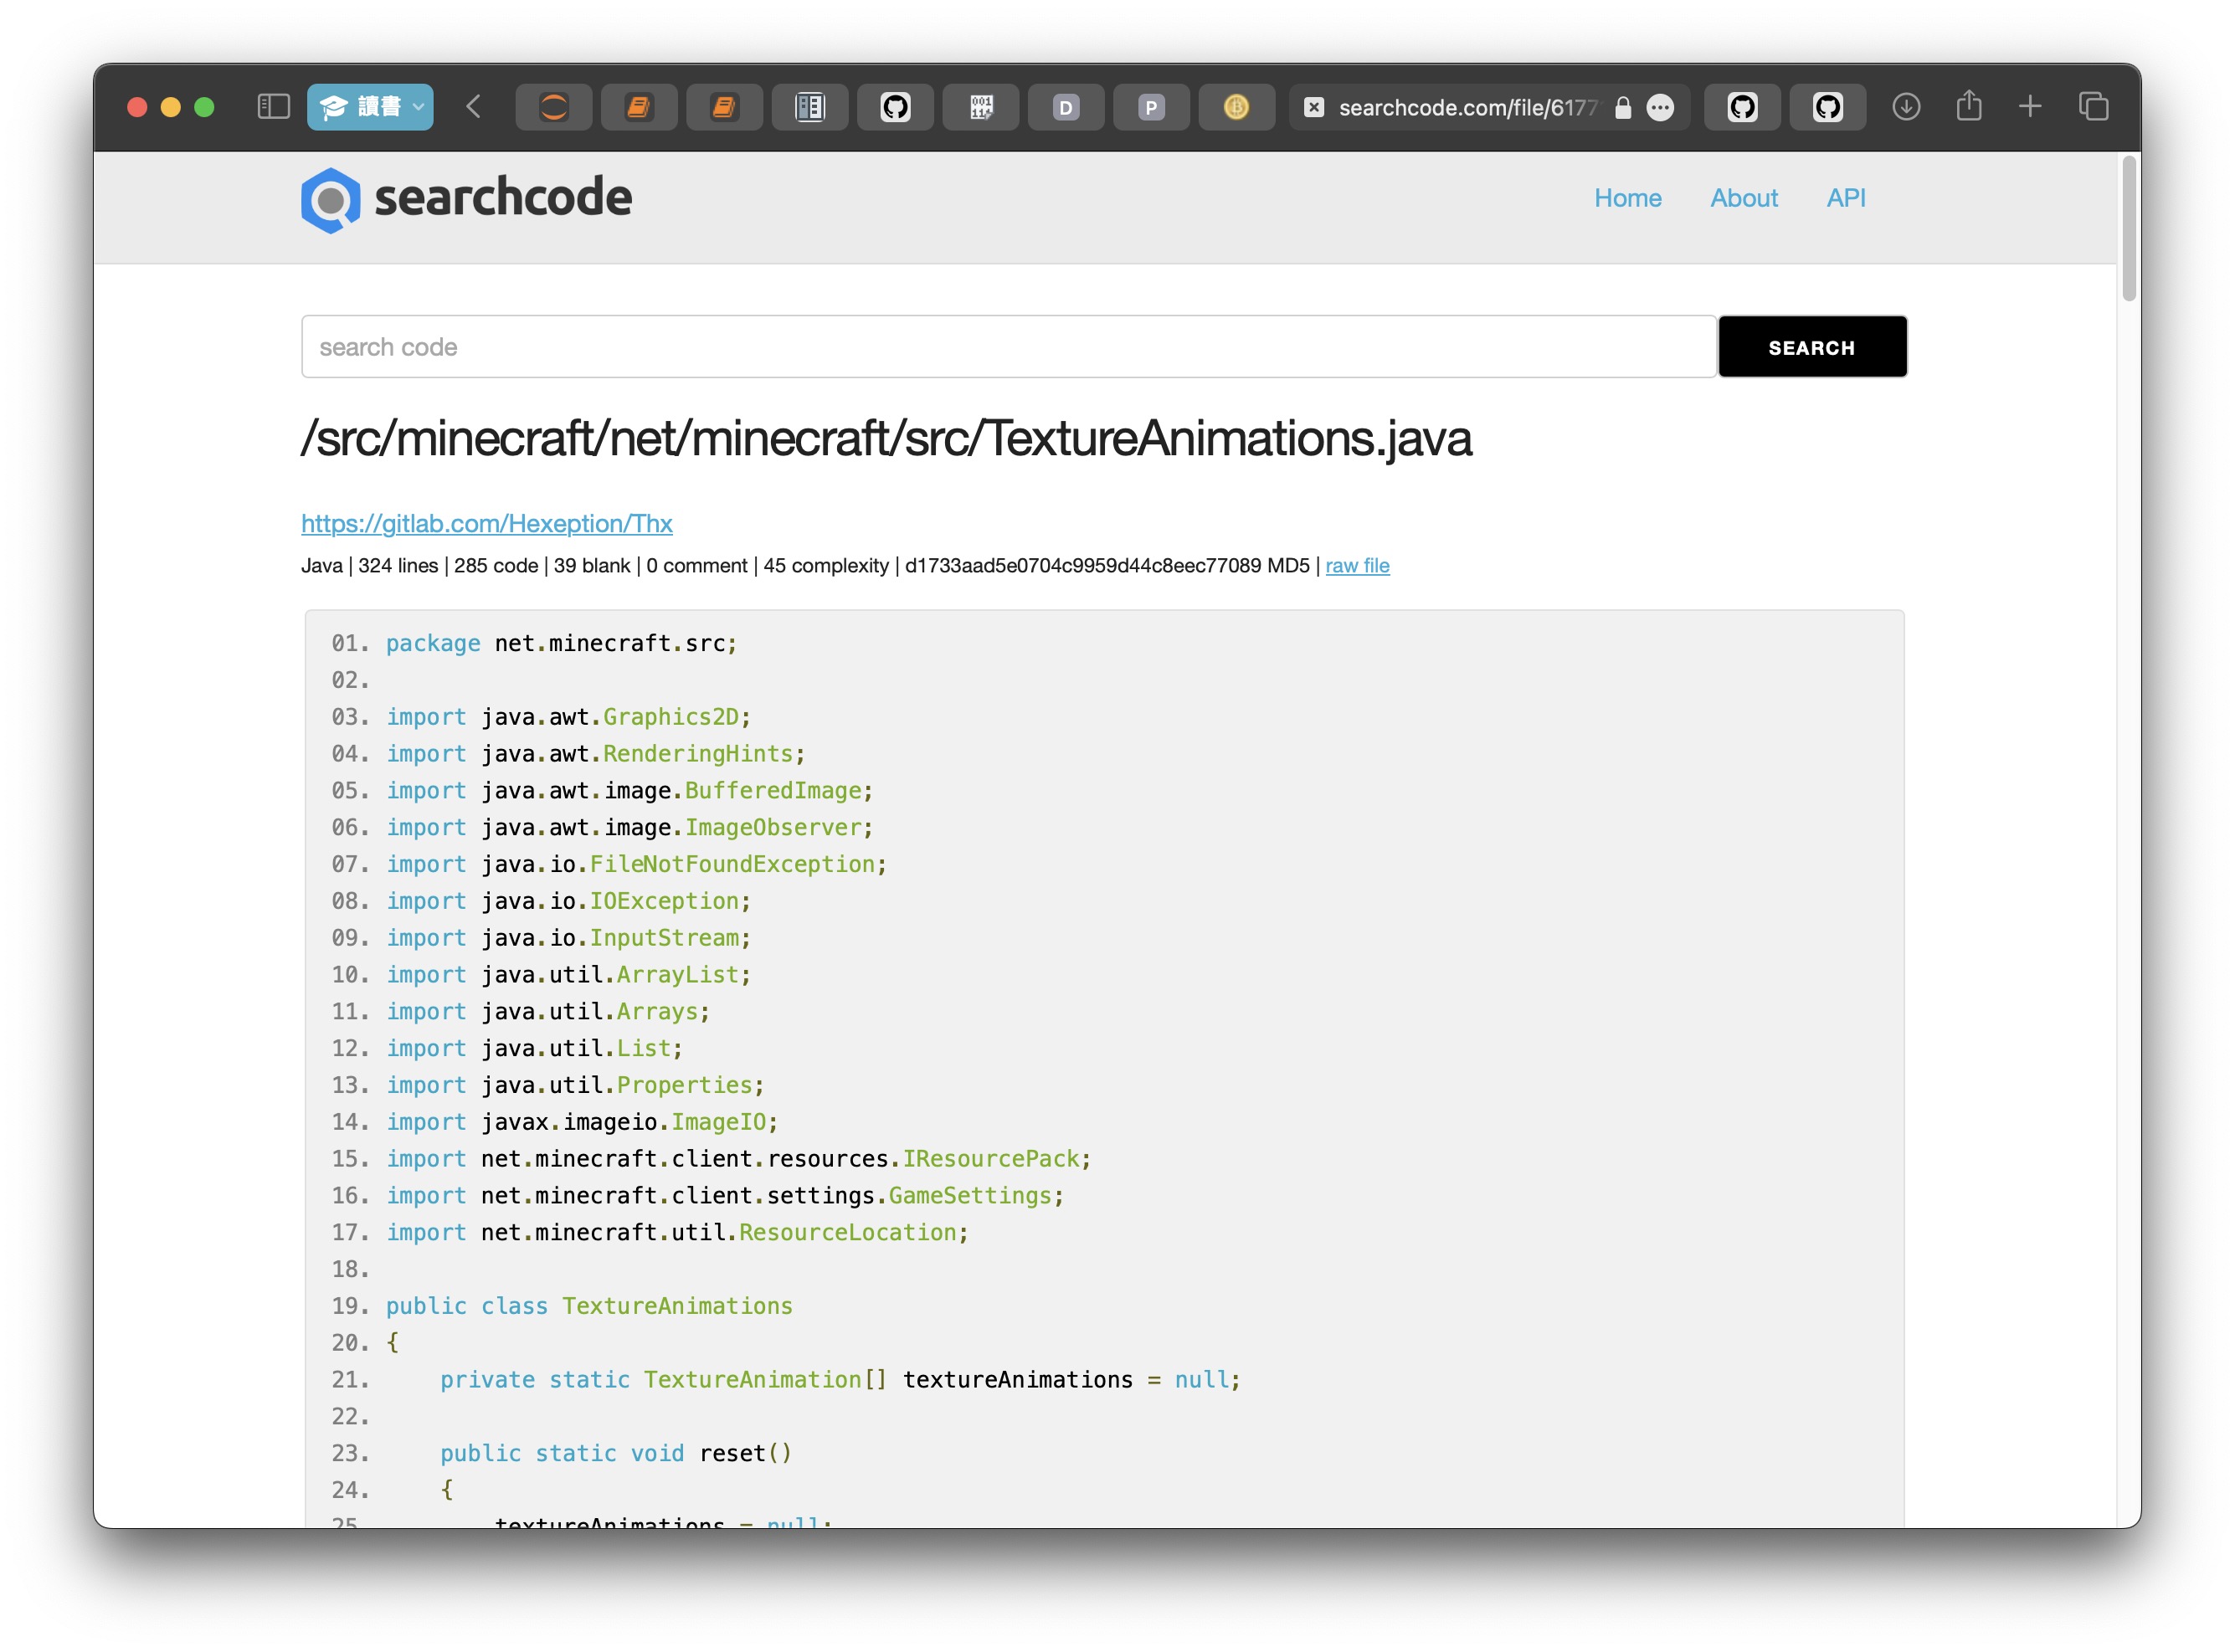 讀書
D
P
searchcode.com/file/6177
searchcode
Home
About
API
search code
SEARCH
/src/minecraft/net/minecraft/src/TextureAnimations.java
https://gitlab.com/Hexeption/Thx
Java | 324 lines | 285 code | 39 blank | 0 comment | 45 complexity | d1733aad5e0704c9959d44c8eec77089 MD5 | raw file
01. package net.minecraft.src;
02.
03. import java.awt.Graphics2D;
04. import java.awt.RenderingHints;
05. import java.awt.image.BufferedImage;
06. import java.awt.image.ImageObserver;
07. import java.io.FileNotFoundException;
08. import java.io.IOException;
09. import java.io.InputStream;
10. import java.util.ArrayList;
11. import java.util.Arrays;
12. import java.util.List;
13. import java.util.Properties;
14. import javax.imageio.ImageIO;
15. import net.minecraft.client.resources.IResourcePack;
16. import net.minecraft.client.settings.GameSettings;
17. import net.minecraft.util.ResourceLocation;
18.
19. public class TextureAnimations
20. {
21.     private static TextureAnimation[] textureAnimations = null;
22.
23.     public static void reset()
24.     {
25.         textureAnimations = null;